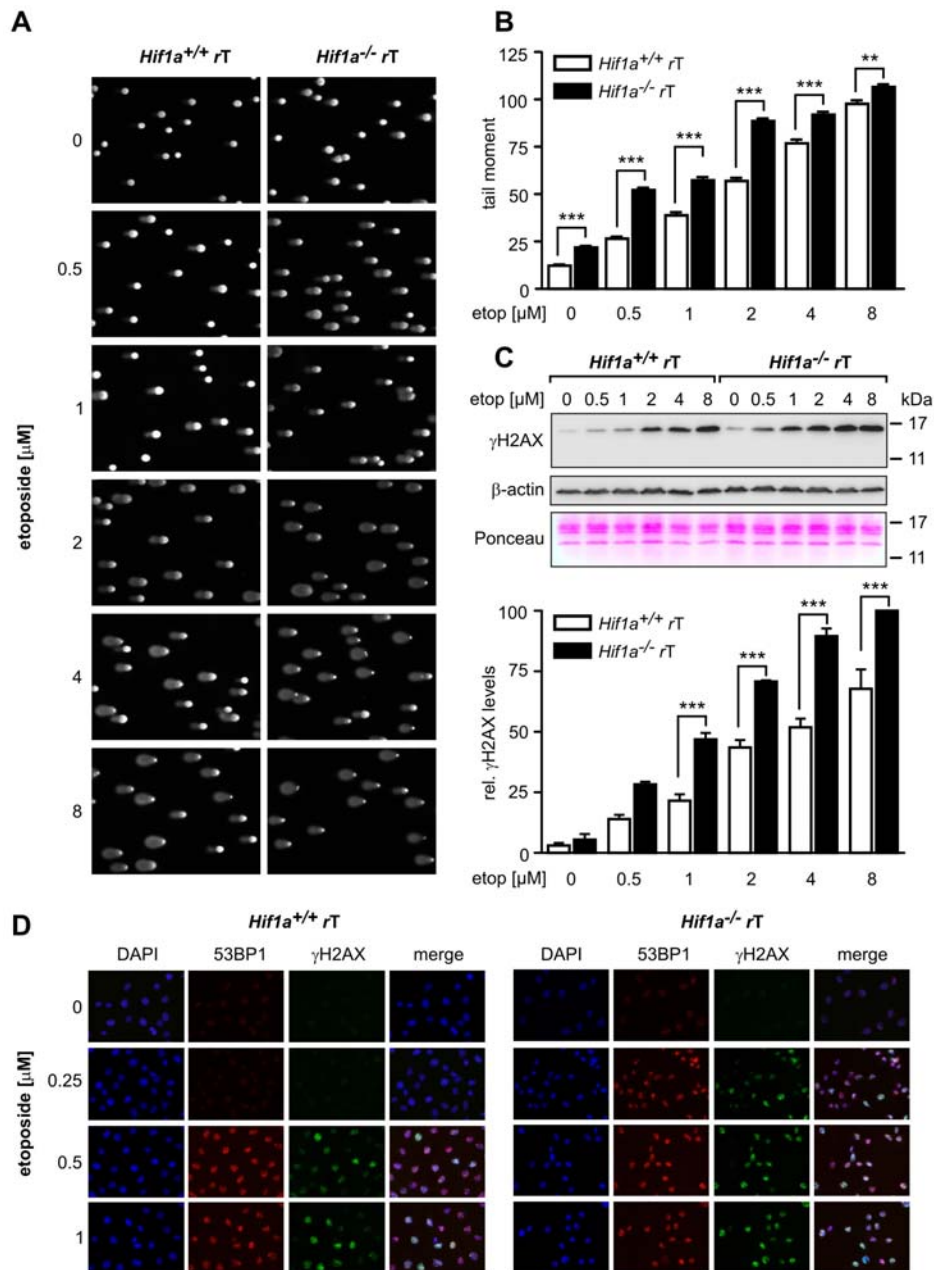 A
Hif1a+/+ rT Hif1a-/- rT
0
0.5
1
2
4
8
etoposide [µM]
B
125
100
75
50
25
0
tail moment
Hif1a+/+ rT
Hif1a-/- rT
*** *** *** *** *** **
etop [µM] 0 0.5 1 2 4 8
C
Hif1a+/+ rT Hif1a-/- rT
etop [µM] 0 0.5 1 2 4 8 0 0.5 1 2 4 8 kDa
γH2AX 17
11
β-actin
Ponceau 17
11
100
75
50
25
0
rel. γH2AX levels
Hif1a+/+ rT
Hif1a-/- rT
*** *** *** ***
etop [µM] 0 0.5 1 2 4 8
D
Hif1a+/+ rT Hif1a-/- rT
DAPI 53BP1 γH2AX merge DAPI 53BP1 γH2AX merge
0
0.25
0.5
1
etoposide [µM]